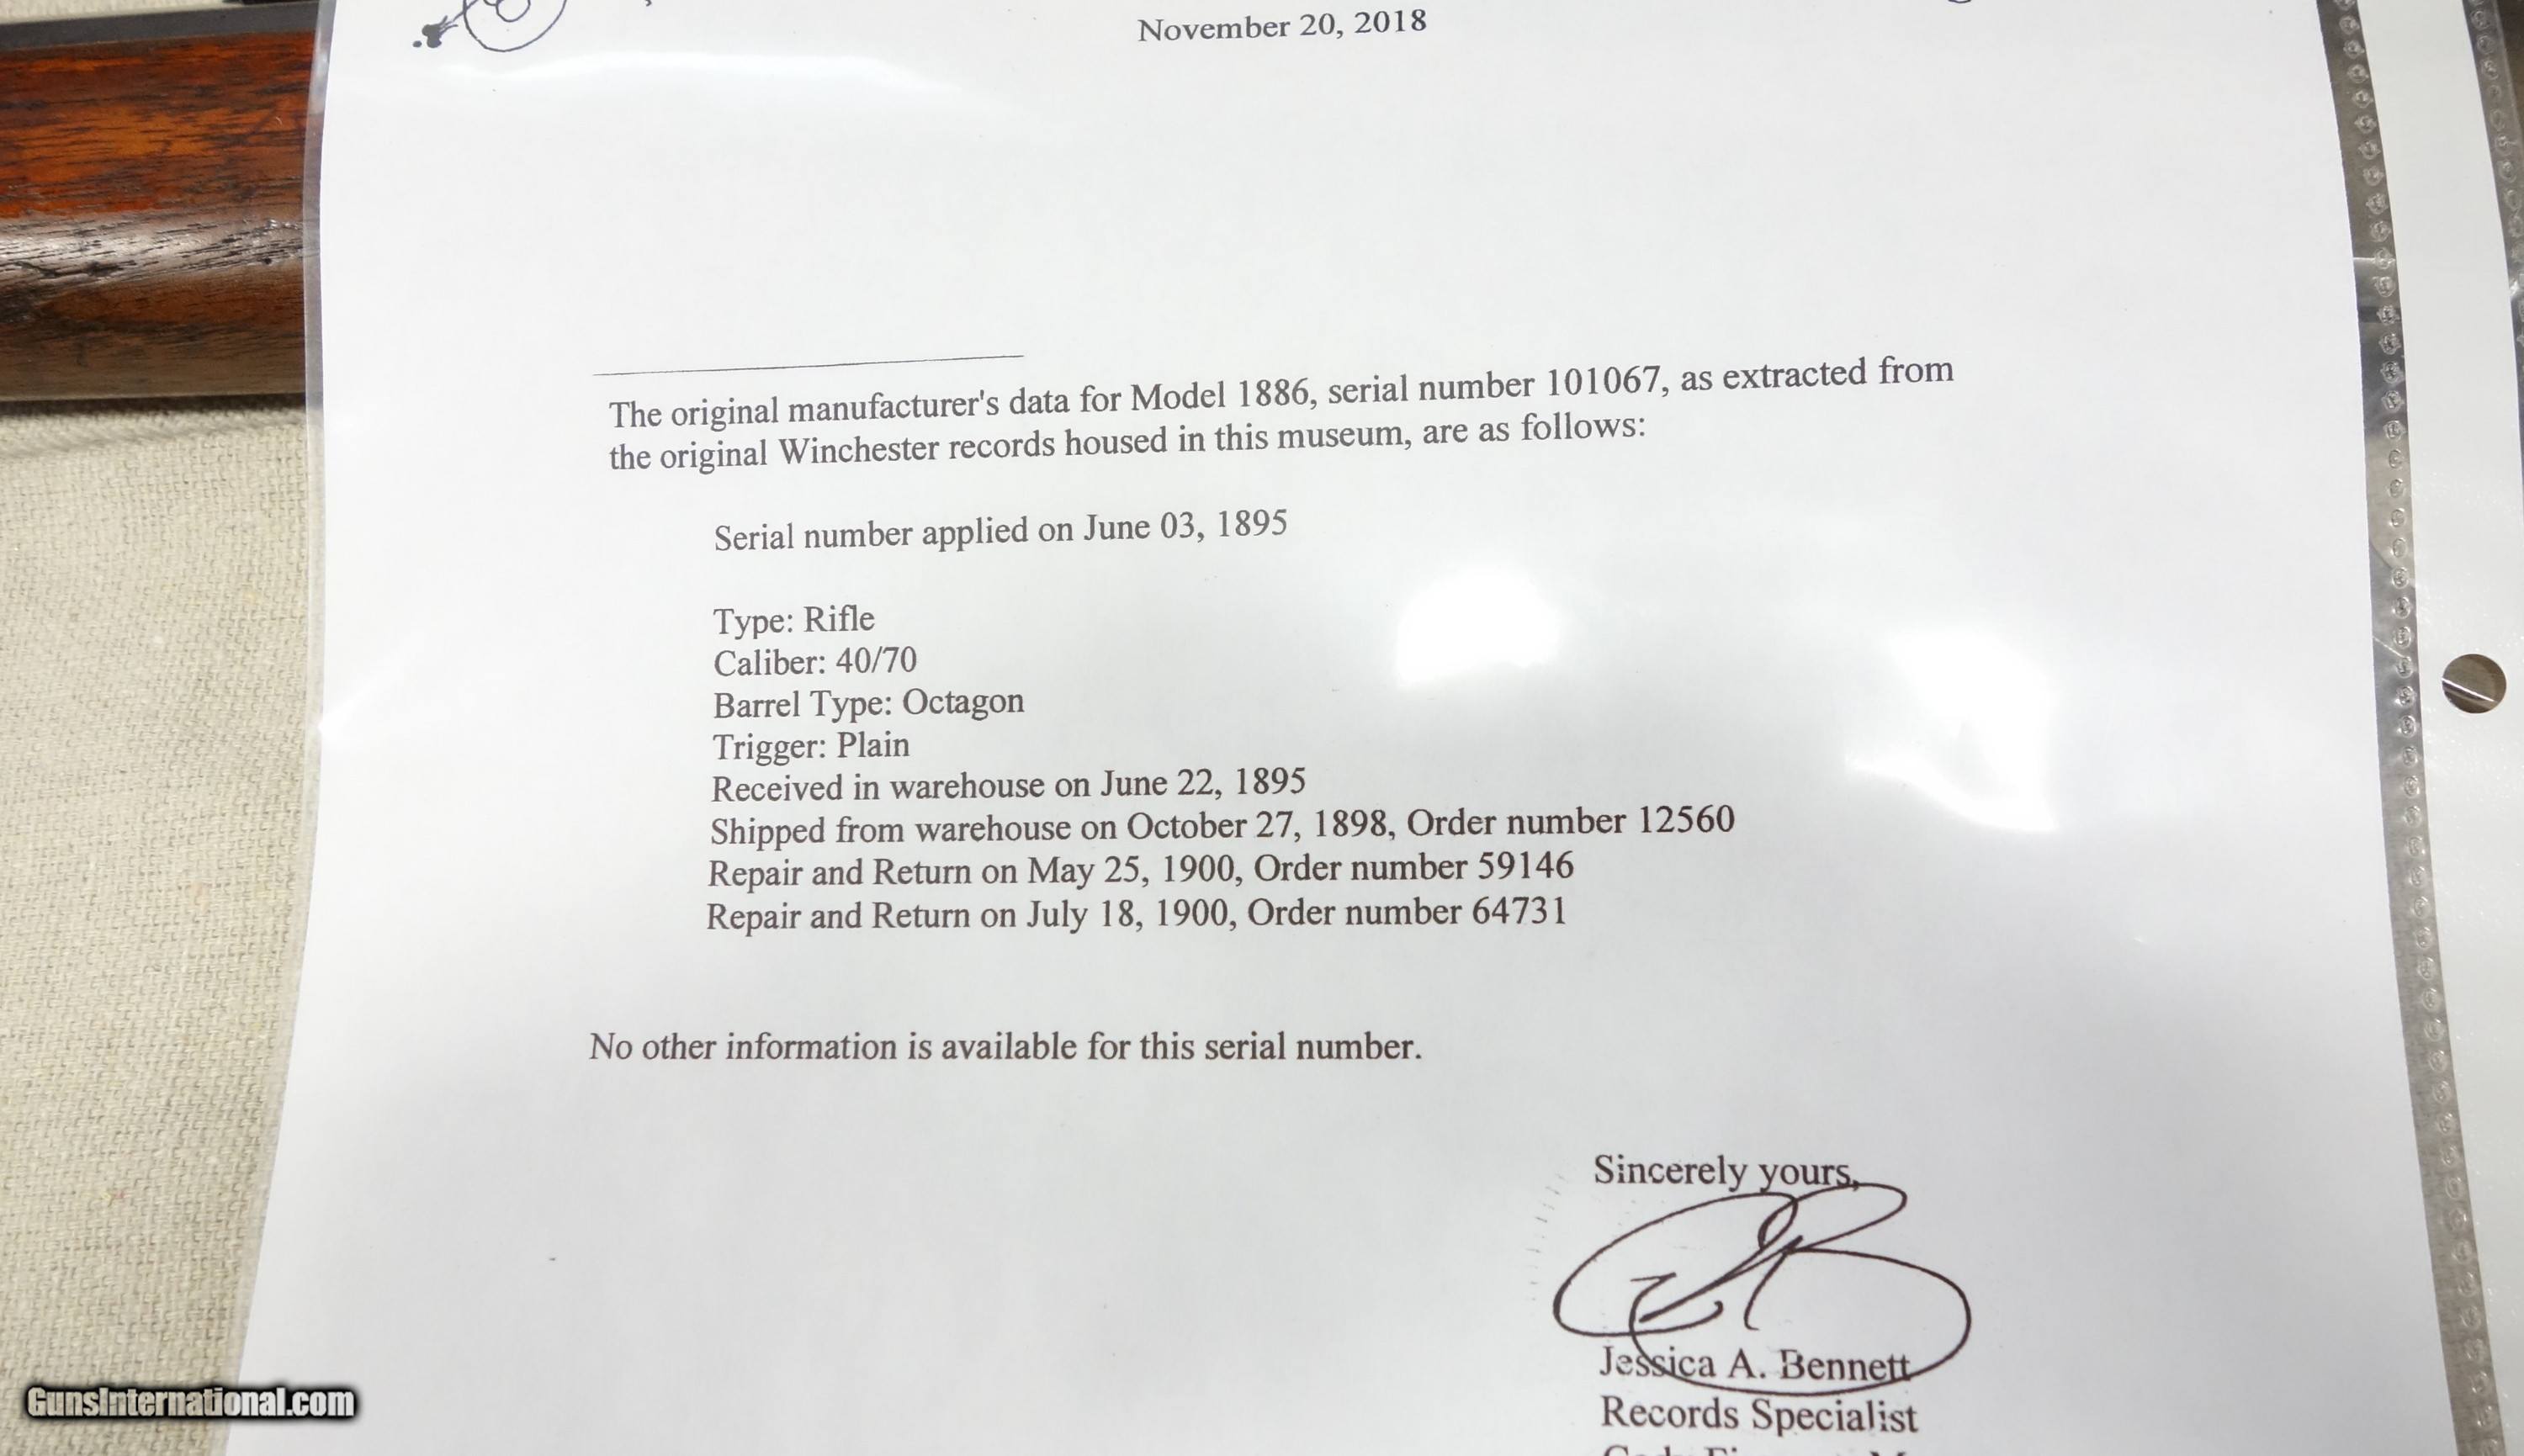 November 20, 2018
The original manufacturer's data for Model 1886, serial number 101067, as extracted from
the original Winchester records housed in this museum, are as follows:
Serial number applied on June 03, 1895
Type: Rifle
Caliber: 40/70
Barrel Type: Octagon
Trigger: Plain
Received in warehouse on June 22, 1895
Shipped from warehouse on October 27, 1898, Order number 12560
Repair and Return on May 25, 1900, Order number 59146
Repair and Return on July 18, 1900, Order number 64731
No other information is available for this serial number.
Sincerely yours,
Jessica A. Bennett
Records Specialist
GunsInternational.com